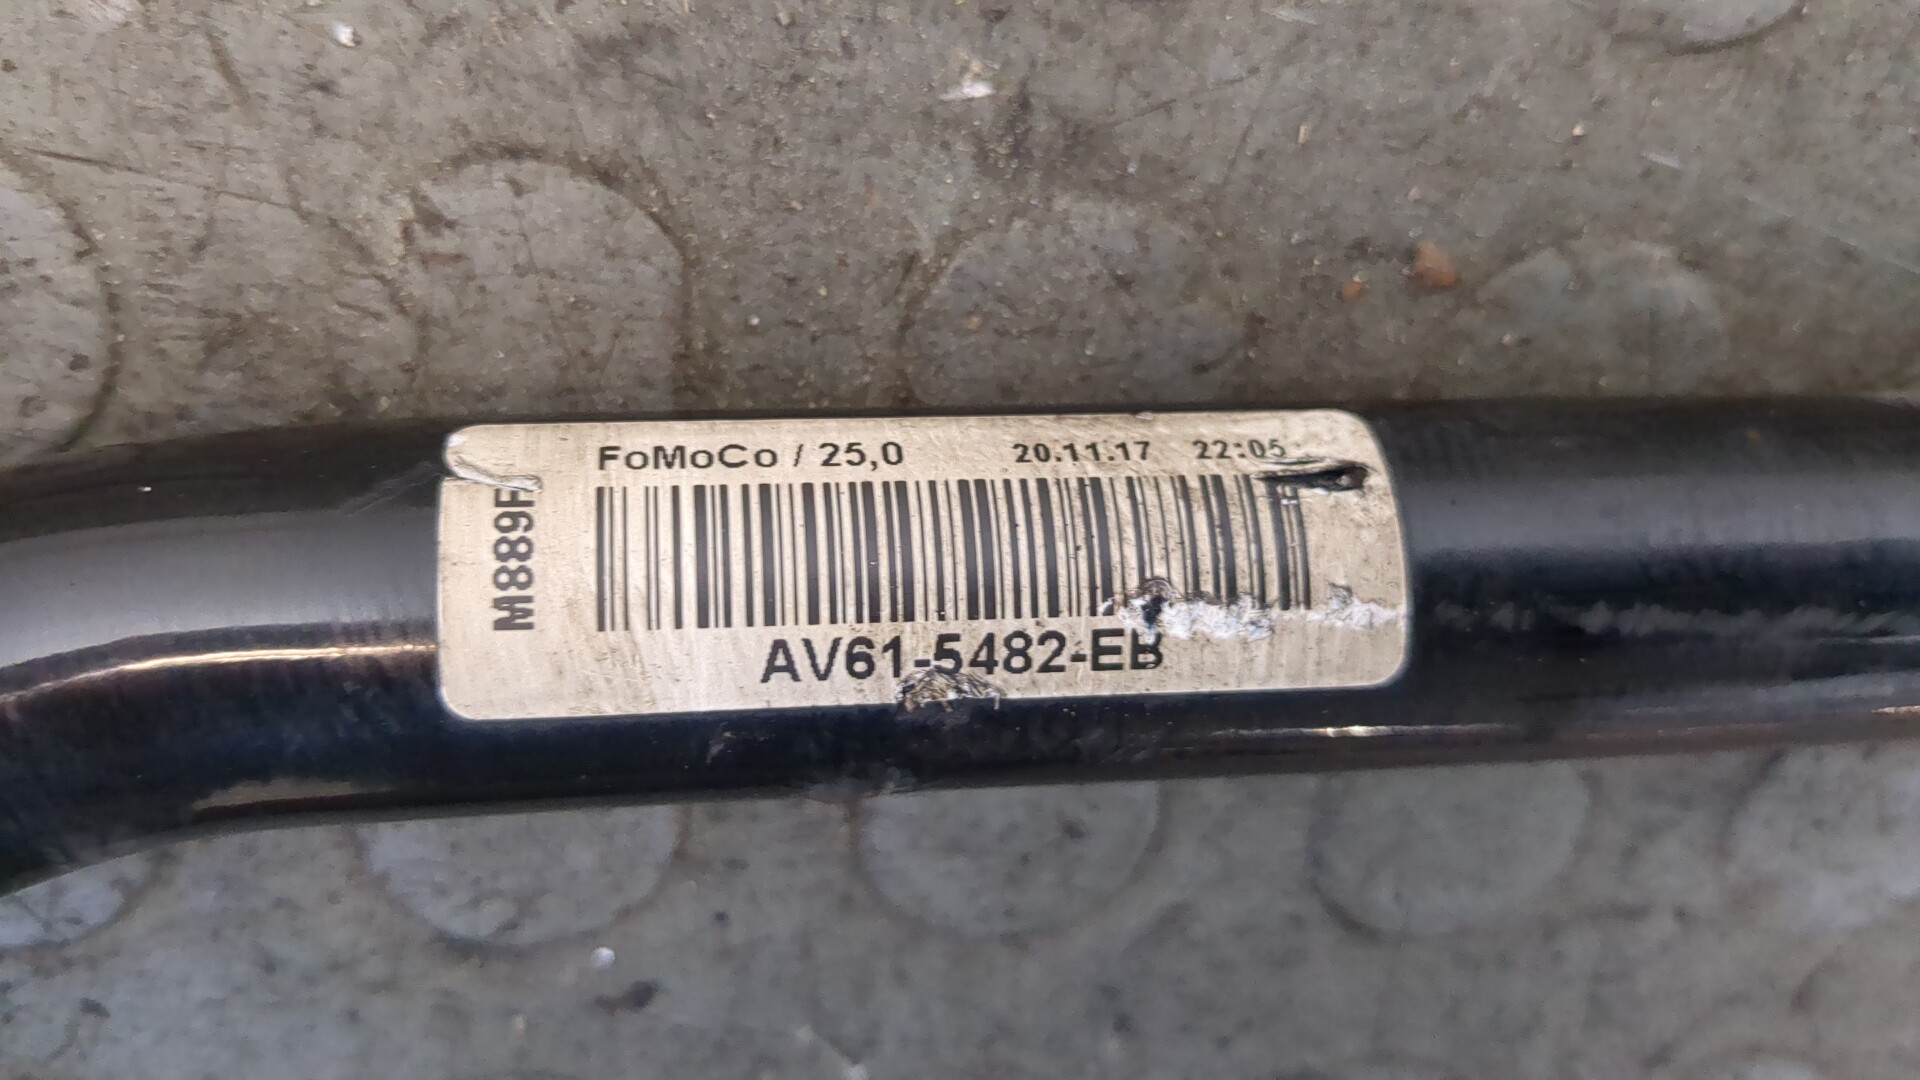 FoMoCo / 25,0 20.11.17 22:05
M889F
AV61-5482-EB